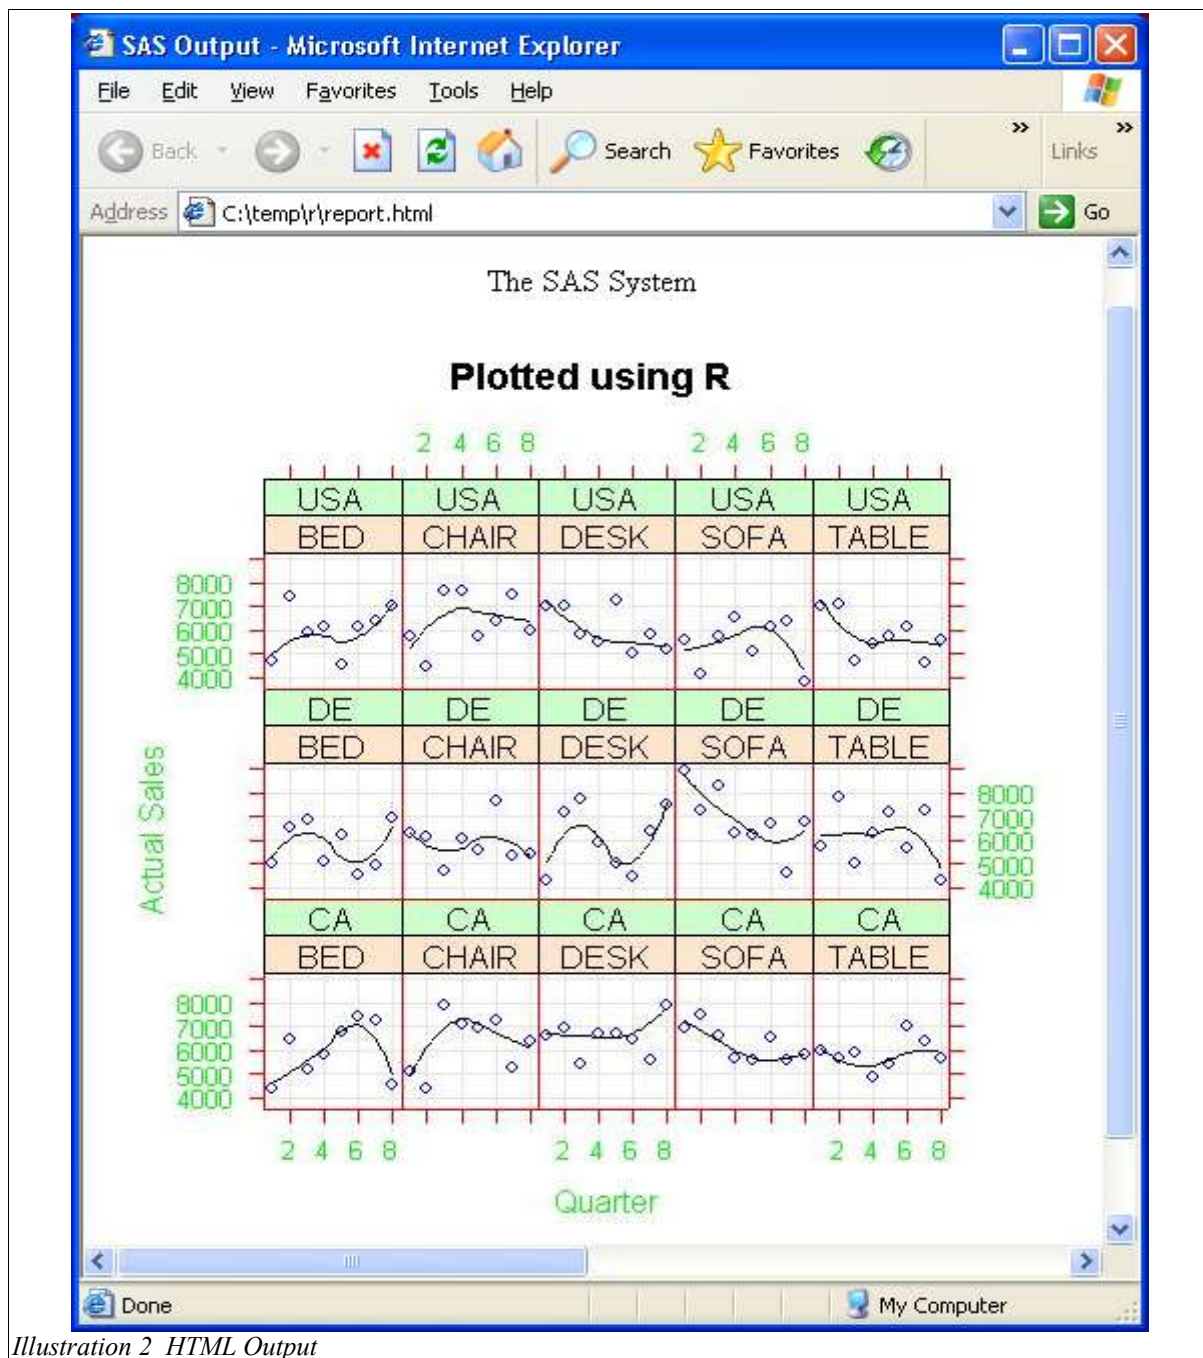 SAS Output - Microsoft Internet Explorer
File Edit View Favorites Tools Help
Back Search Favorites » Links »
Address C:\temp\r\report.html Go
The SAS System
Plotted using R
2 4 6 8 2 4 6 8
USA USA USA USA USA
BED CHAIR DESK SOFA TABLE
8000
7000
6000
5000
4000
DE DE DE DE DE
BED CHAIR DESK SOFA TABLE
Actual Sales
8000
7000
6000
5000
4000
CA CA CA CA CA
BED CHAIR DESK SOFA TABLE
8000
7000
6000
5000
4000
2 4 6 8 2 4 6 8 2 4 6 8
Quarter
Done My Computer
Illustration 2 HTML Output